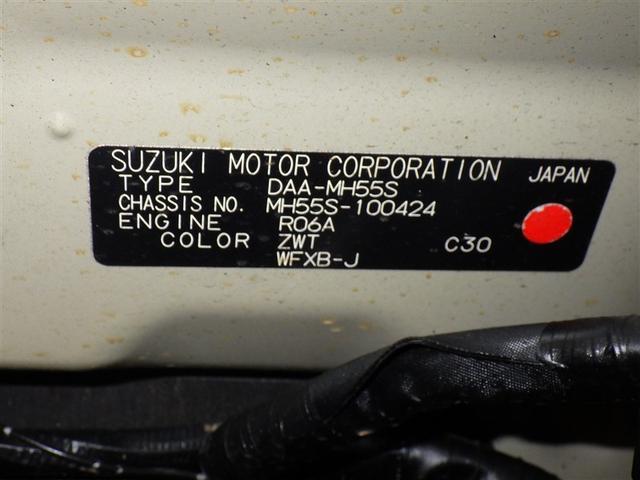 SUZUKI MOTOR CORPORATION JAPAN
TYPE DAA-MH55S
CHASSIS NO. MH55S-100424
ENGINE R06A
COLOR ZWT C30
WFXB-J